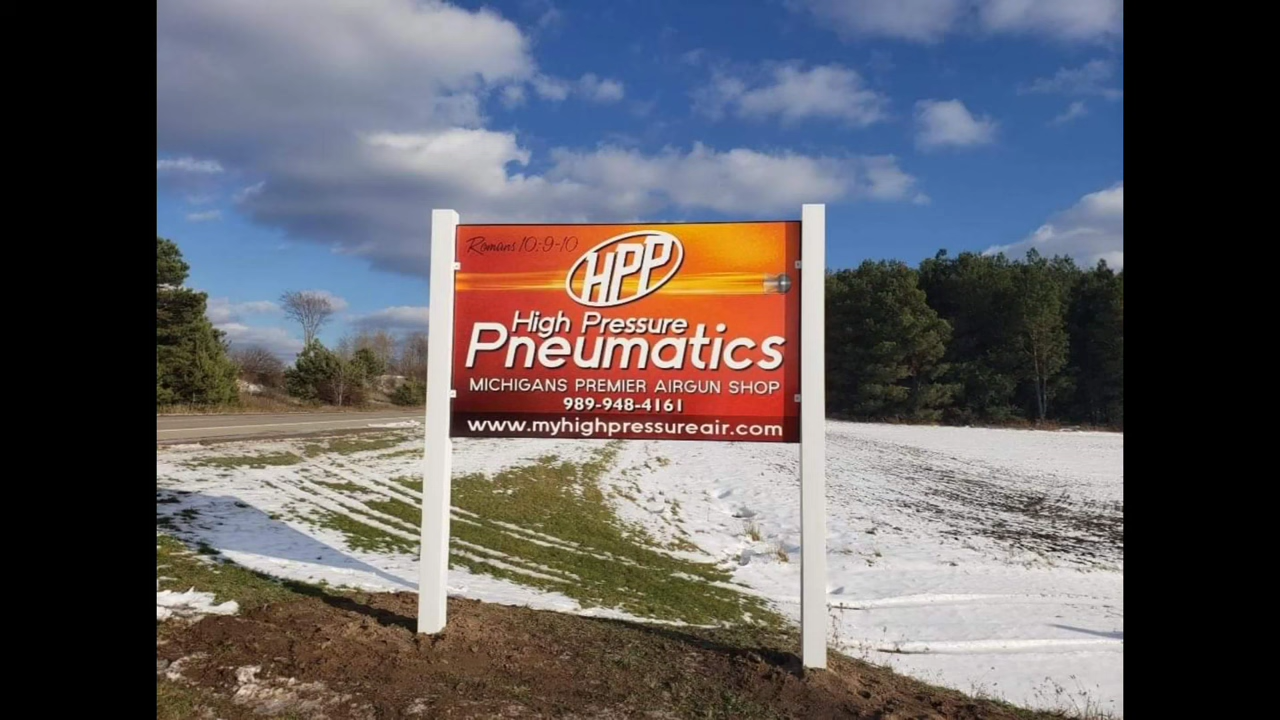 Romans 10:9-10
HPP
High Pressure
Pneumatics
MICHIGANS PREMIER AIRGUN SHOP
989-948-4161
www.myhighpressureair.com